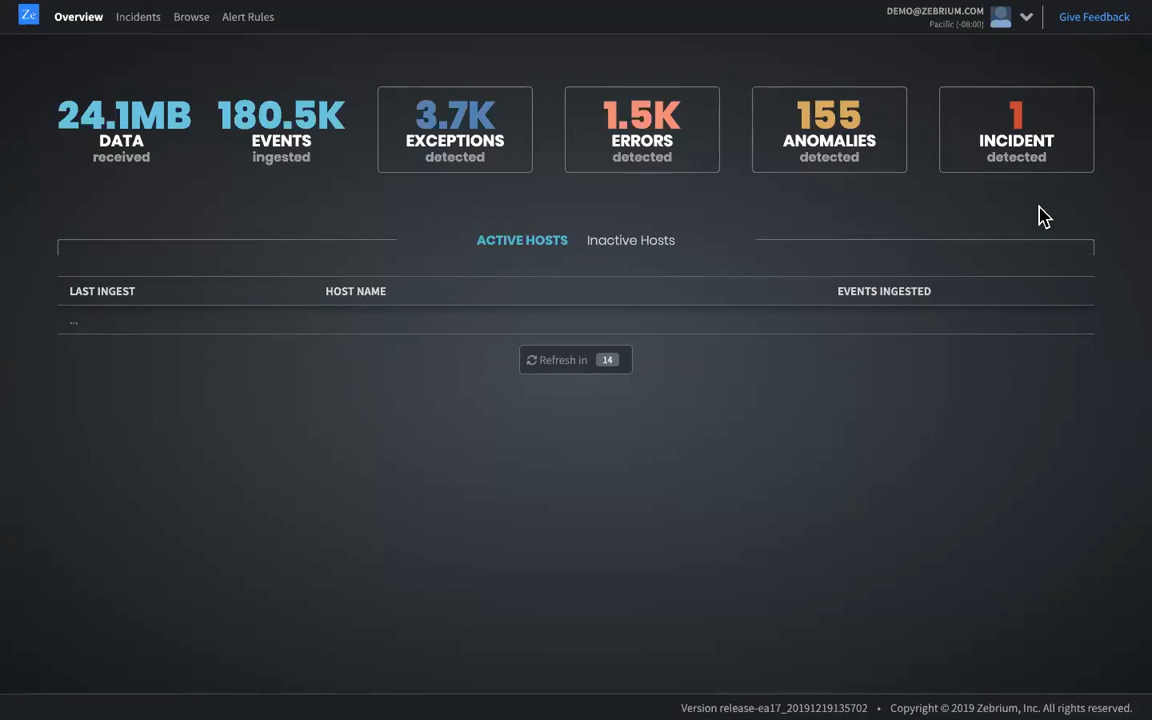 Ze
Overview Incidents Browse Alert Rules
DEMO@ZEBRIUM.COM
Pacific (-08:00)
Give Feedback
24.1MB
DATA
received
180.5K
EVENTS
ingested
3.7K
EXCEPTIONS
detected
1.5K
ERRORS
detected
155
ANOMALIES
detected
1
INCIDENT
detected
ACTIVE HOSTS Inactive Hosts
LAST INGEST HOST NAME EVENTS INGESTED
...
Refresh in 14
Version release-ea17_20191219135702 • Copyright © 2019 Zebrium, Inc. All rights reserved.